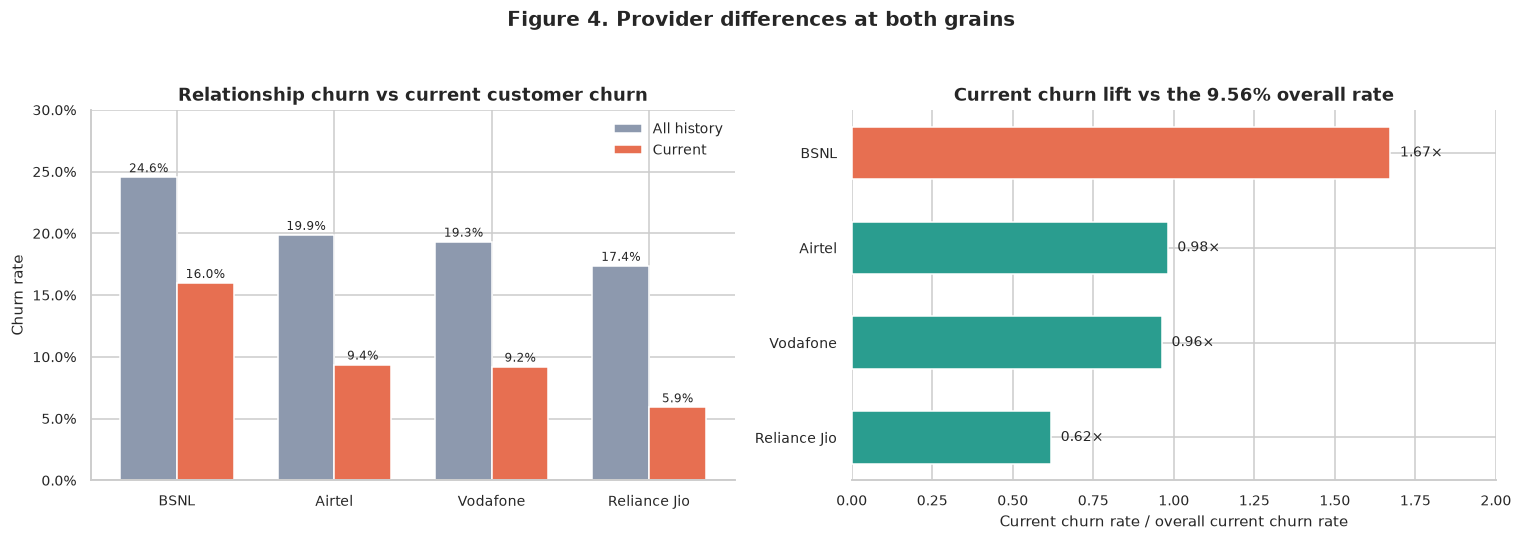 Figure 4. Provider differences at both grains
Relationship churn vs current customer churn
30.0%
25.0%
20.0%
15.0%
10.0%
5.0%
0.0%
Churn rate
All history
Current
24.6%
16.0%
19.9%
9.4%
19.3%
9.2%
17.4%
5.9%
BSNL
Airtel
Vodafone
Reliance Jio
Current churn lift vs the 9.56% overall rate
BSNL
1.67×
Airtel
0.98×
Vodafone
0.96×
Reliance Jio
0.62×
0.00
0.25
0.50
0.75
1.00
1.25
1.50
1.75
2.00
Current churn rate / overall current churn rate